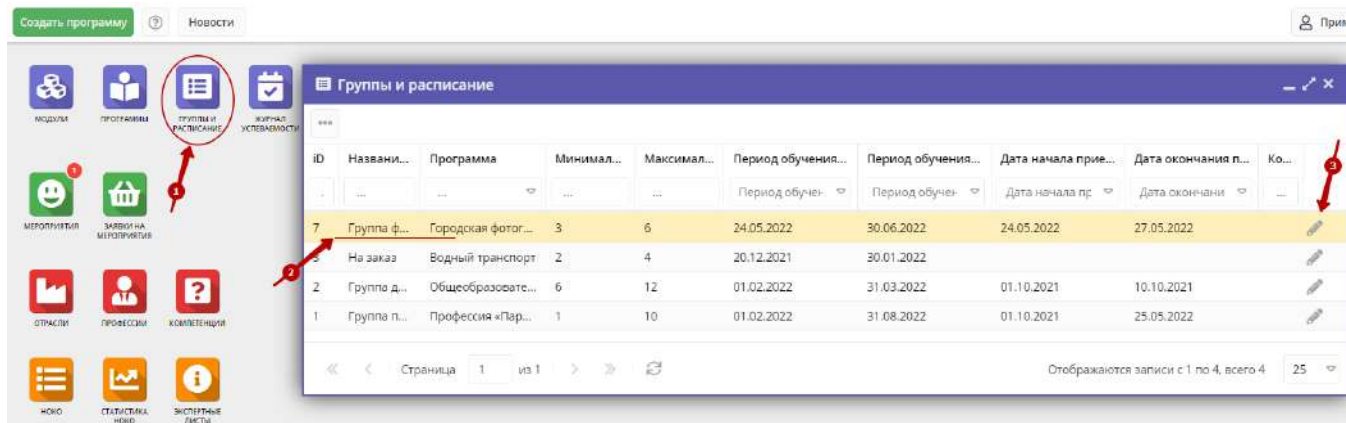 Создать программу ? Новости Прим
МОДУЛИ ПРОГРАММЫ ГРУППЫ И РАСПИСАНИЕ ЖУРНАЛ УСПЕВАЕМОСТИ
1
Группы и расписание
iD Названи... Программа Минимал... Максимал... Период обучения... Период обучения... Дата начала прие... Дата окончания п... Ко...
. ... ... ... ... Период обучен Период обучен Дата начала пр Дата окончани ...
3
1
МЕРОПРИЯТИЯ ЗАЯВКИ НА МЕРОПРИЯТИЯ
7 Группа ф... Городская фотог... 3 6 24.05.2022 30.06.2022 24.05.2022 27.05.2022
2
На заказ Водный транспорт 2 4 20.12.2021 30.01.2022
2 Группа д... Общеобразовате... 6 12 01.02.2022 31.03.2022 01.10.2021 10.10.2021
1 Группа п... Профессия «Пар... 1 10 01.02.2022 31.08.2022 01.10.2021 25.05.2022
ОТРАСЛИ ПРОФЕССИИ КОМПЕТЕНЦИИ
Страница 1 из 1 Отображаются записи с 1 по 4, всего 4 25
НОКО СТАТИСТИКА НОКО ЭКСПЕРТНЫЕ ЛИСТЫ